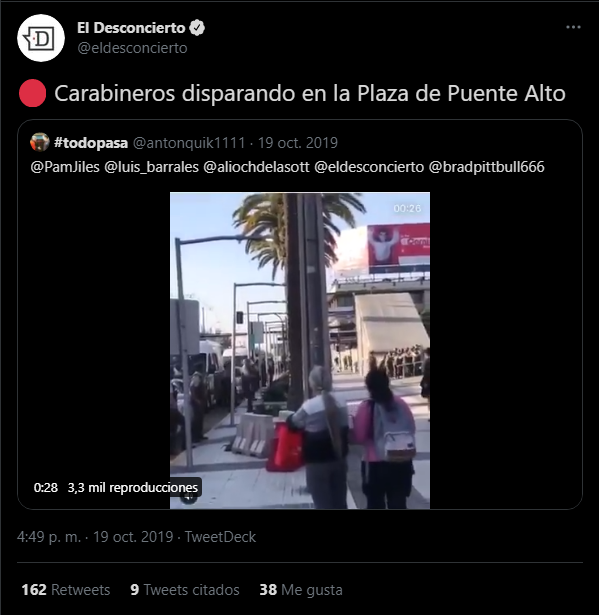 El Desconcierto
@eldesconcierto
D
Carabineros disparando en la Plaza de Puente Alto
#todopasa @antonquik1111 · 19 oct. 2019
@PamJiles @luis_barrales @aliochdelasott @eldesconcierto @bradpittbull666
00:26
0:28 3,3 mil reproducciones
4:49 p. m. · 19 oct. 2019 · TweetDeck
162 Retweets 9 Tweets citados 38 Me gusta